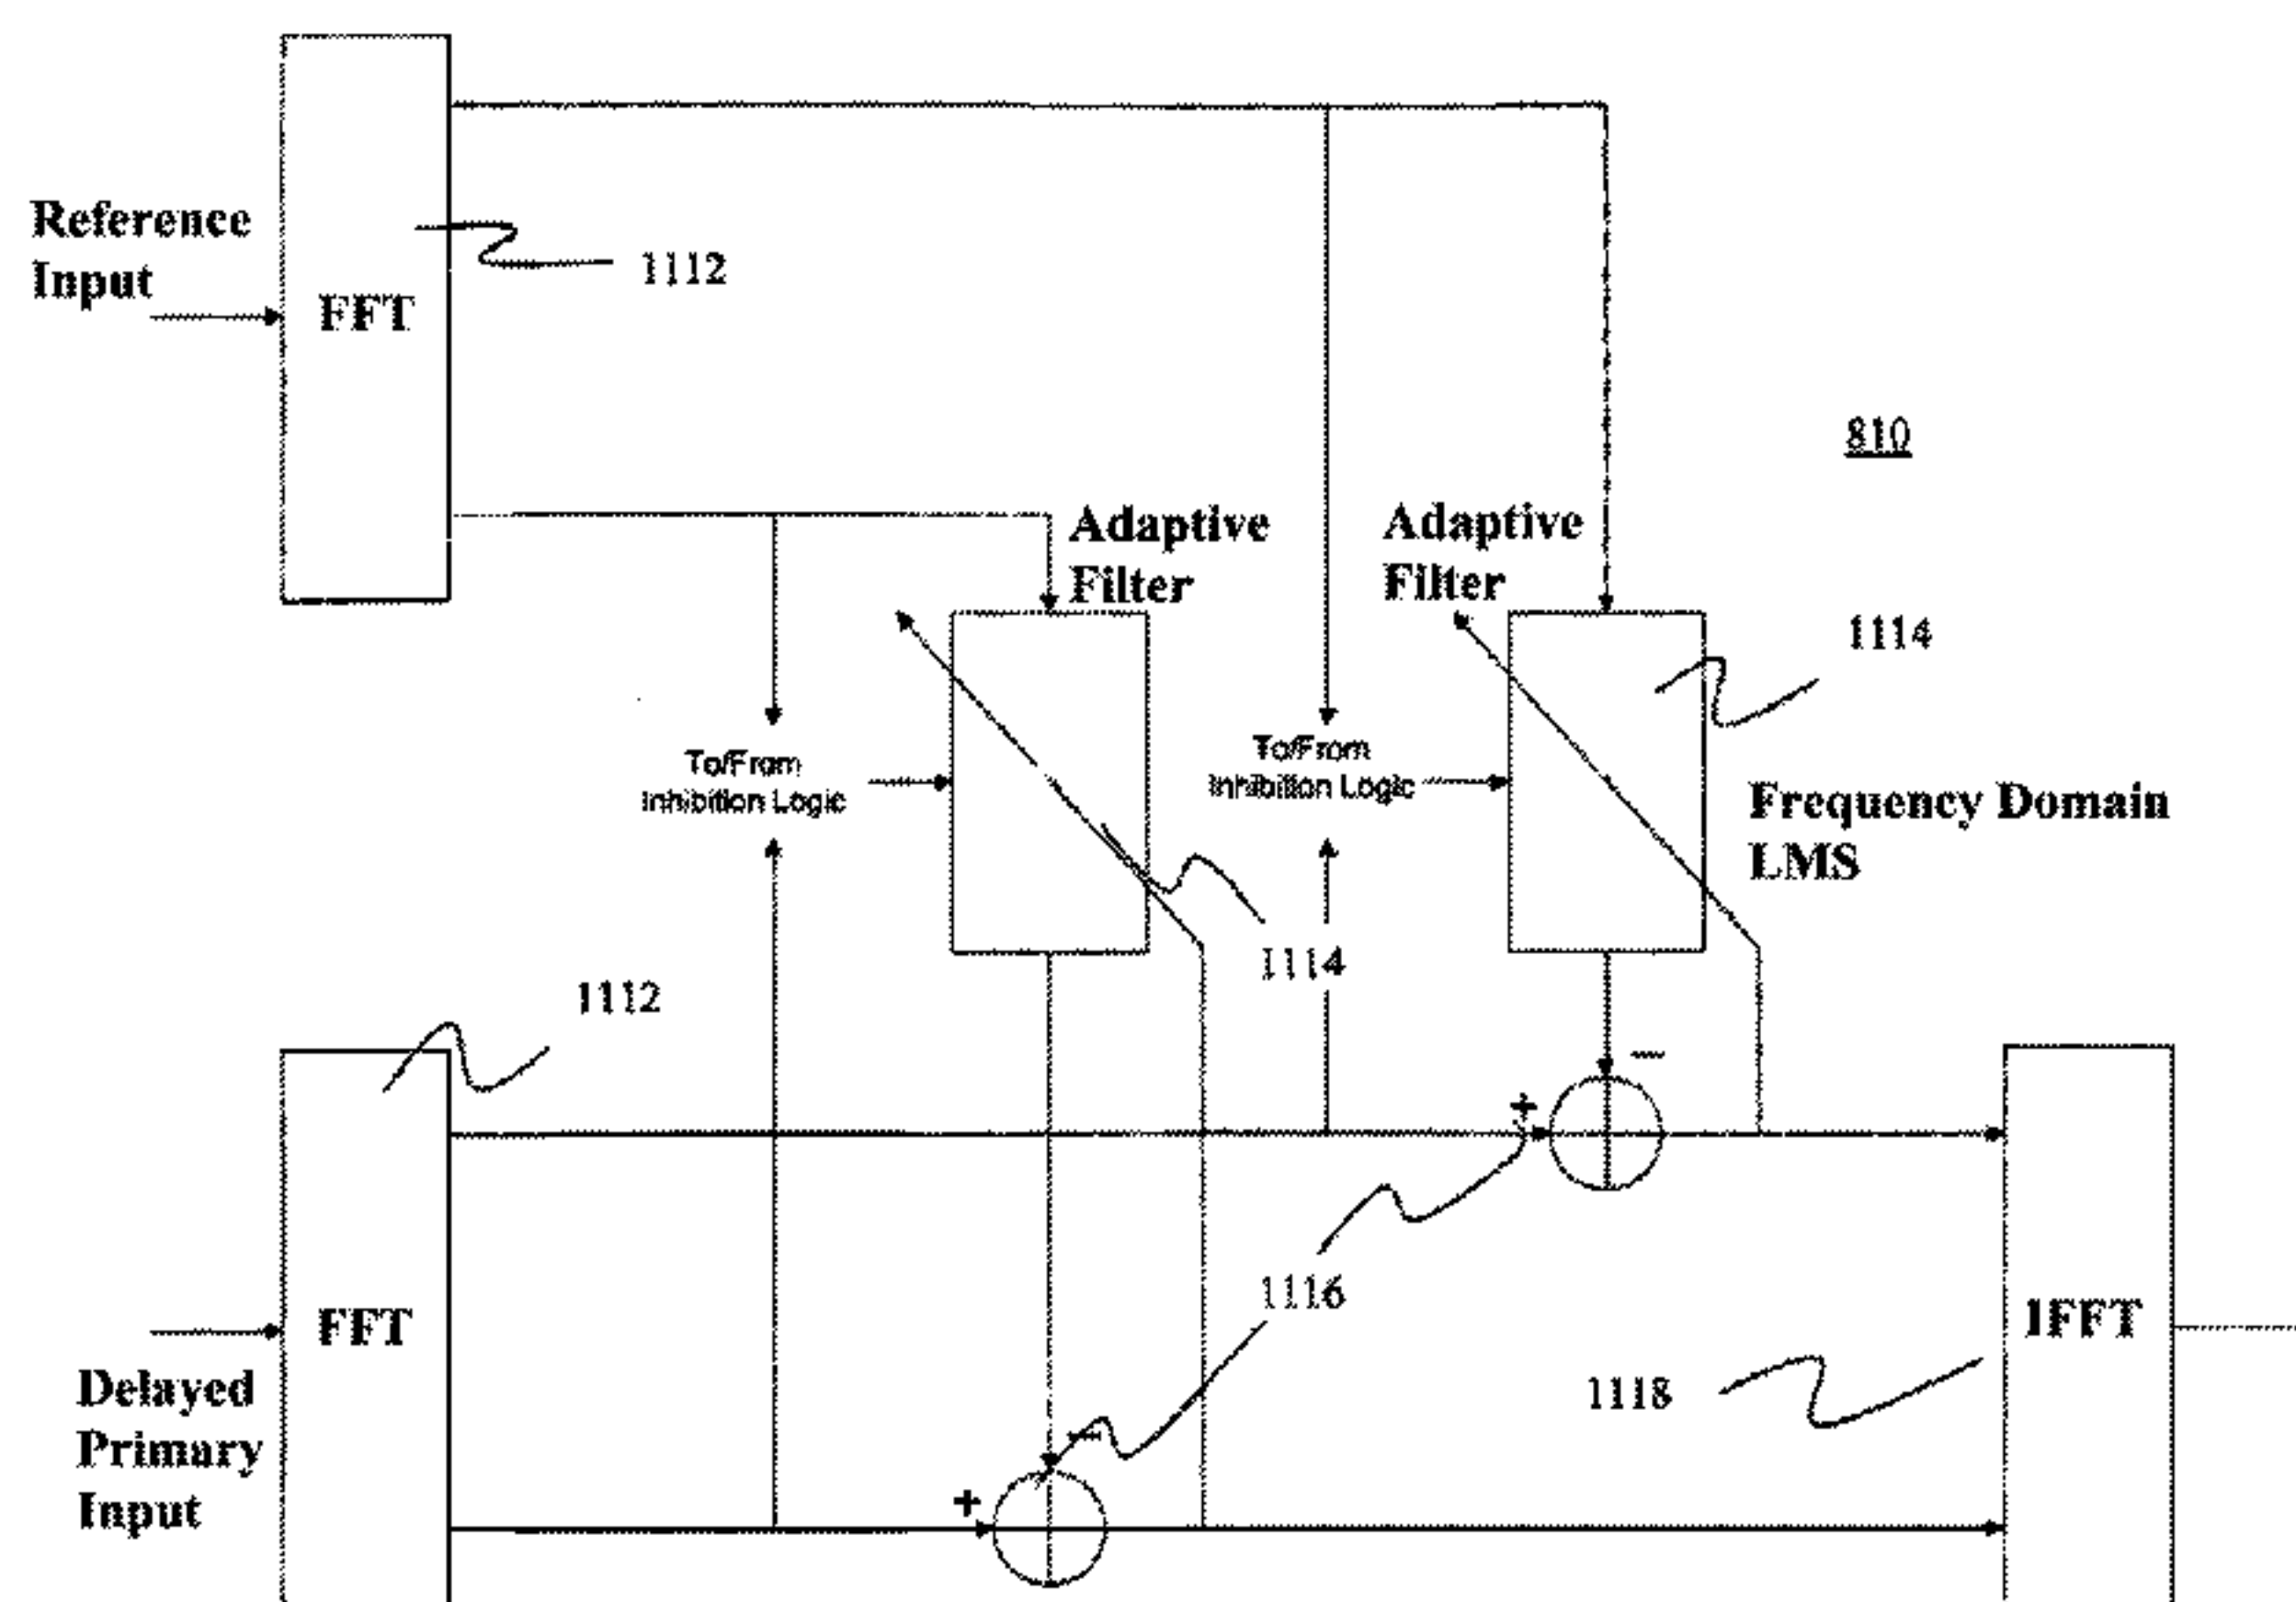 Reference
Input
FFT
1112
810
Adaptive
Filter
Adaptive
Filter
1114
To/From
Inhibition Logic
To/From
Inhibition Logic
Frequency Domain
LMS
1114
1112
–
+
1116
FFT
IFFT
Delayed
Primary
Input
1118
–
+